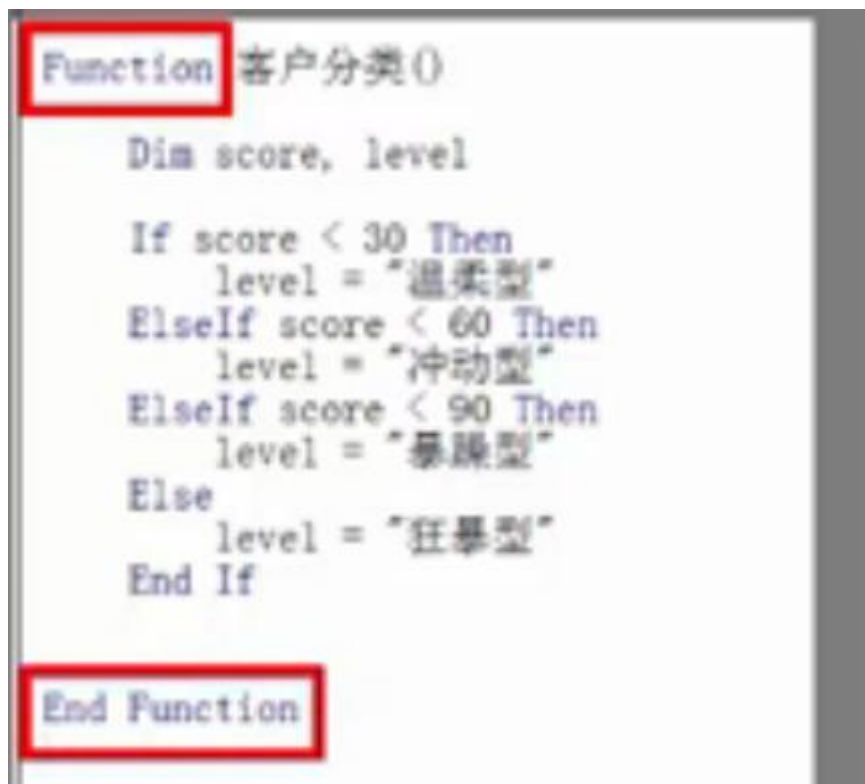 Function 客户分类()
Dim score, level
If score < 30 Then
level = "温柔型"
ElseIf score < 60 Then
level = "冲动型"
ElseIf score < 90 Then
level = "暴躁型"
Else
level = "狂暴型"
End If
End Function